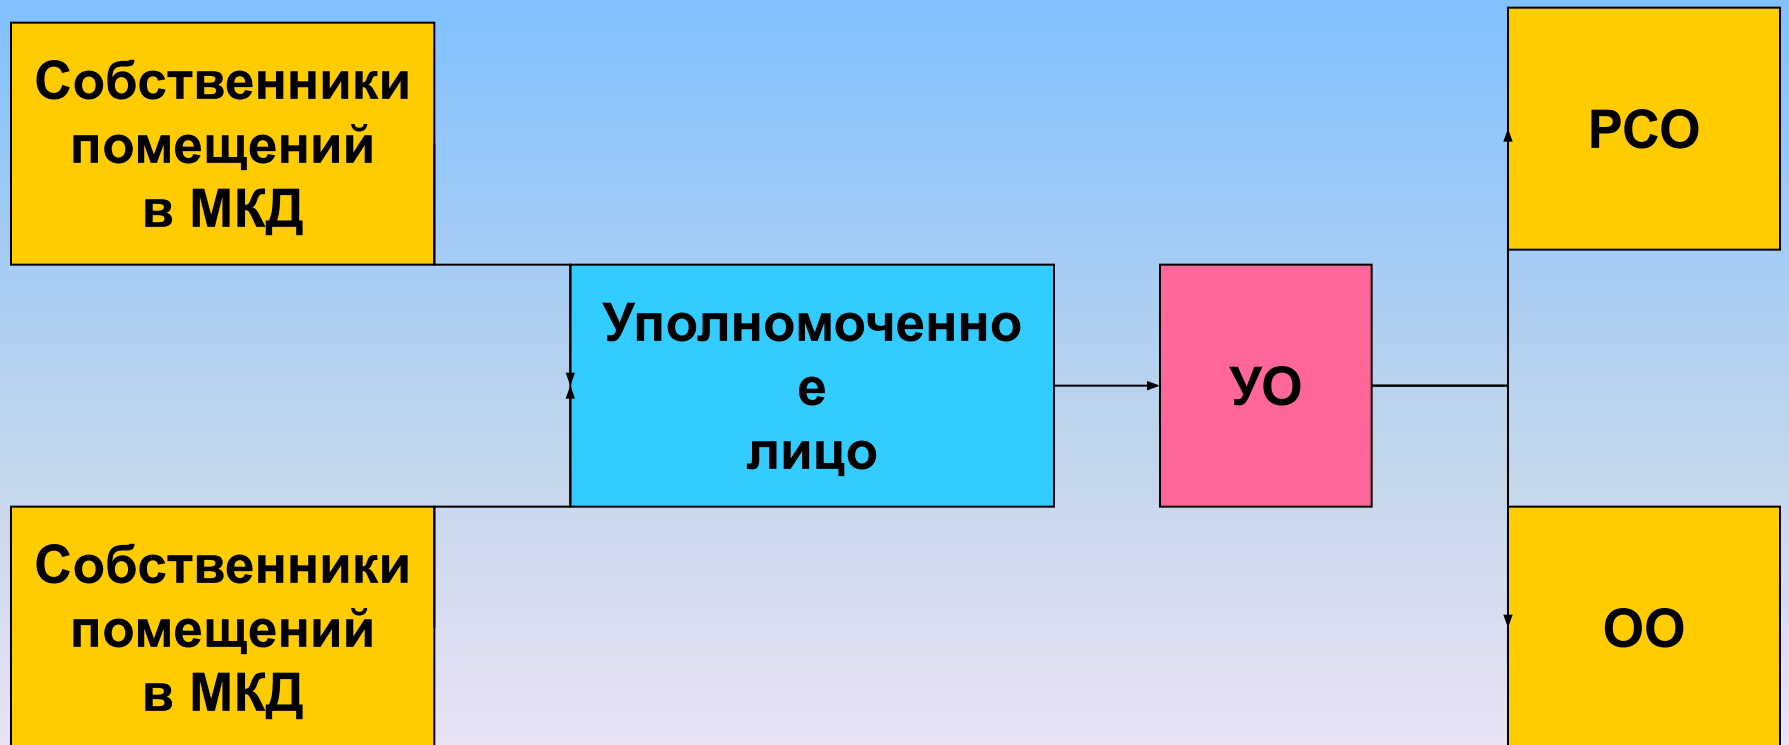 Собственники
помещений
в МКД
РСО
Уполномоченно
е
лицо
УО
Собственники
помещений
в МКД
ОО